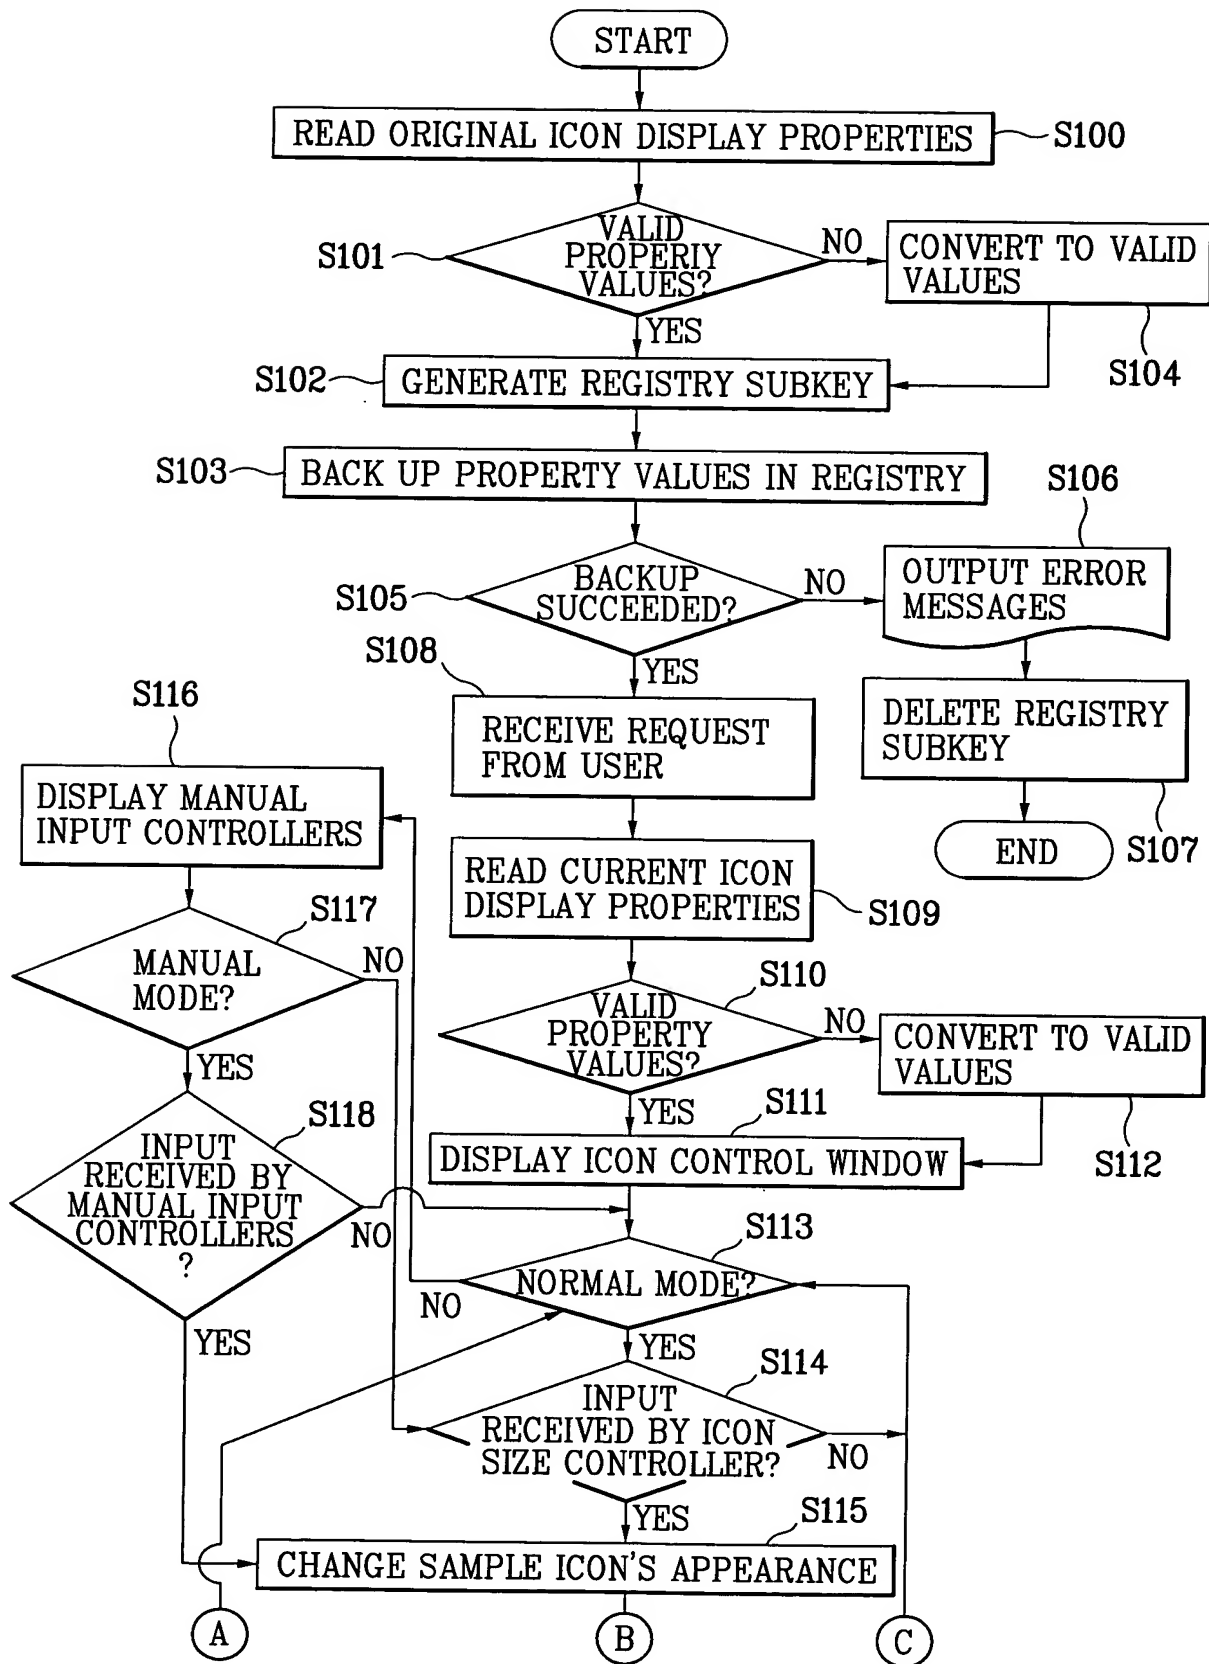 START
READ ORIGINAL ICON DISPLAY PROPERTIES
S100
VALID
PROPERIY
VALUES?
S101
NO
CONVERT TO VALID
VALUES
S104
YES
S102
GENERATE REGISTRY SUBKEY
S103
BACK UP PROPERTY VALUES IN REGISTRY
S106
S105
BACKUP
SUCCEEDED?
NO
OUTPUT ERROR
MESSAGES
S108
YES
RECEIVE REQUEST
FROM USER
DELETE REGISTRY
SUBKEY
S107
END
S116
DISPLAY MANUAL
INPUT CONTROLLERS
READ CURRENT ICON
DISPLAY PROPERTIES
S109
S117
MANUAL
MODE?
NO
YES
S110
VALID
PROPERTY
VALUES?
NO
CONVERT TO VALID
VALUES
S112
YES
S111
DISPLAY ICON CONTROL WINDOW
S118
INPUT
RECEIVED BY
MANUAL INPUT
CONTROLLERS
?
NO
YES
S113
NORMAL MODE?
NO
YES
S114
INPUT
RECEIVED BY ICON
SIZE CONTROLLER?
NO
YES
S115
CHANGE SAMPLE ICON'S APPEARANCE
A
B
C